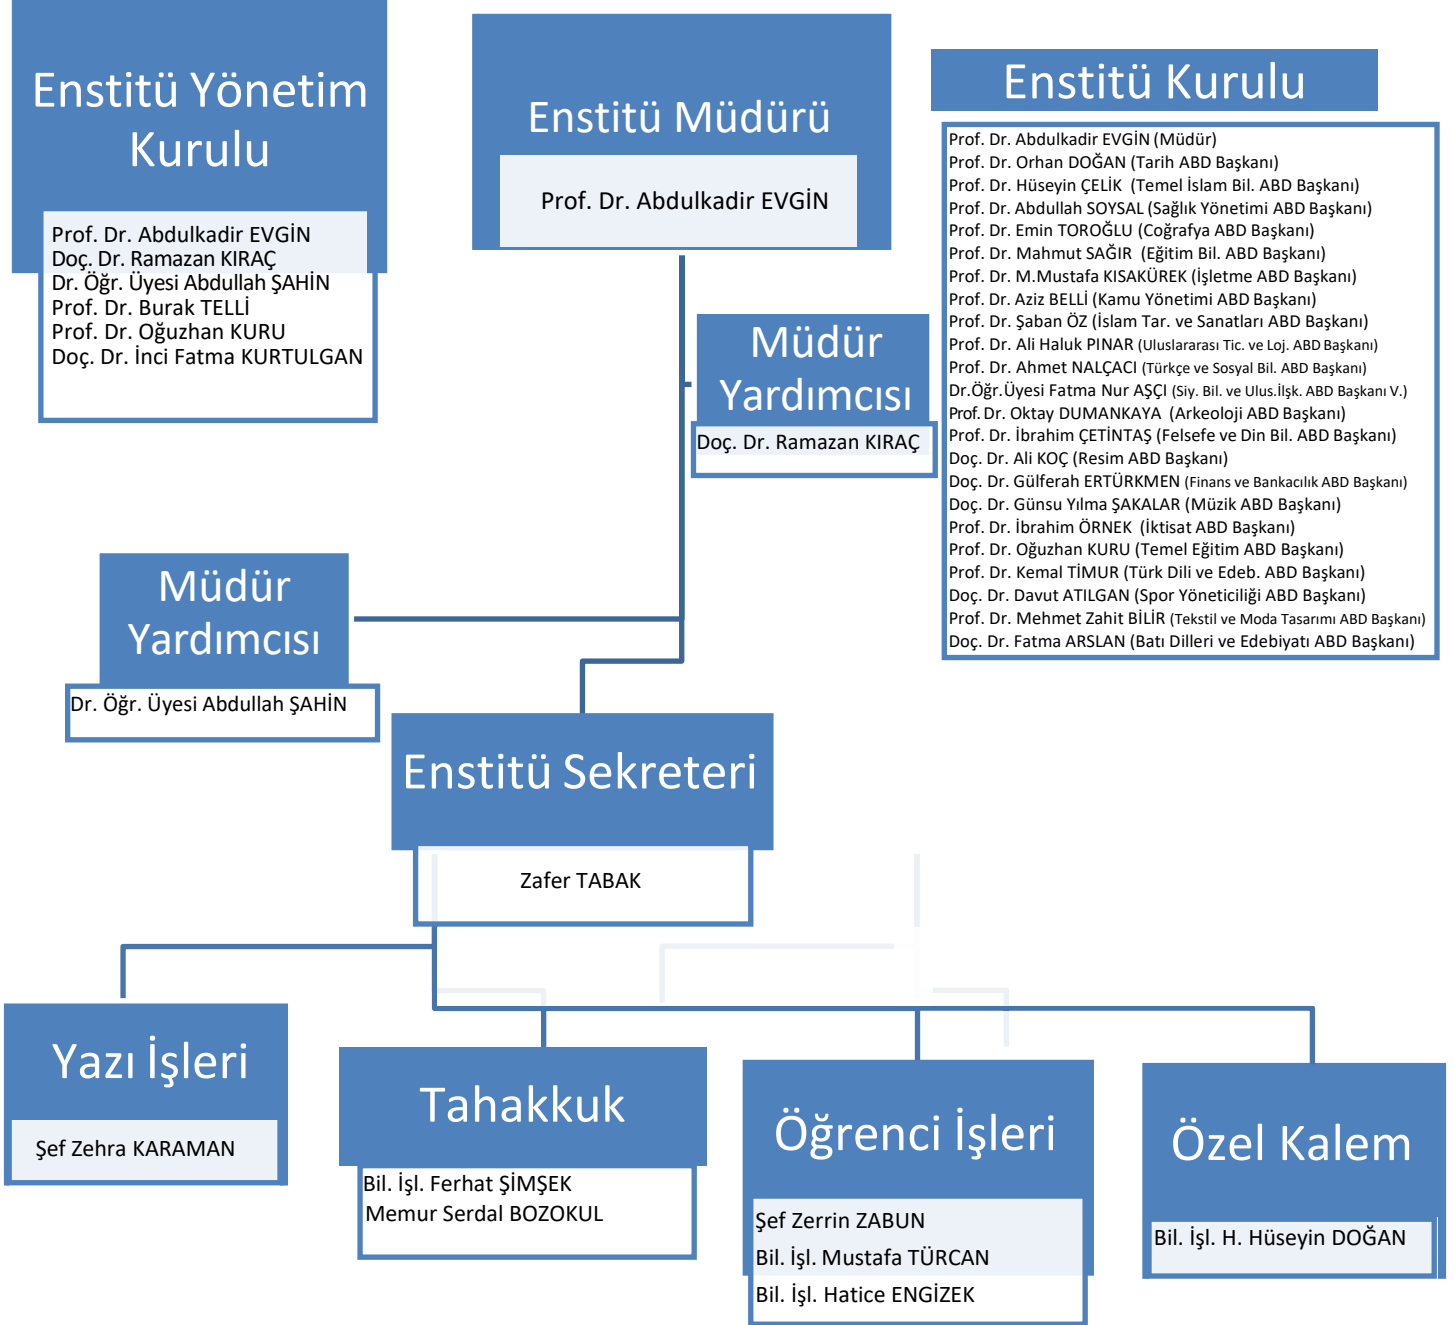 Enstitü Yönetim
Kurulu
Prof. Dr. Abdulkadir EVGİN
Doç. Dr. Ramazan KIRAÇ
Dr. Öğr. Üyesi Abdullah ŞAHİN
Prof. Dr. Burak TELLİ
Prof. Dr. Oğuzhan KURU
Doç. Dr. İnci Fatma KURTULGAN
Enstitü Müdürü
Prof. Dr. Abdulkadir EVGİN
Enstitü Kurulu
Prof. Dr. Abdulkadir EVGİN (Müdür)
Prof. Dr. Orhan DOĞAN (Tarih ABD Başkanı)
Prof. Dr. Hüseyin ÇELİK (Temel İslam Bil. ABD Başkanı)
Prof. Dr. Abdullah SOYSAL (Sağlık Yönetimi ABD Başkanı)
Prof. Dr. Emin TOROĞLU (Coğrafya ABD Başkanı)
Prof. Dr. Mahmut SAĞIR (Eğitim Bil. ABD Başkanı)
Prof. Dr. M.Mustafa KISAKÜREK (İşletme ABD Başkanı)
Prof. Dr. Aziz BELLİ (Kamu Yönetimi ABD Başkanı)
Prof. Dr. Şaban ÖZ (İslam Tar. ve Sanatları ABD Başkanı)
Prof. Dr. Ali Haluk PINAR (Uluslararası Tic. ve Loj. ABD Başkanı)
Prof. Dr. Ahmet NALÇACI (Türkçe ve Sosyal Bil. ABD Başkanı)
Dr.Öğr.Üyesi Fatma Nur AŞÇI (Siy. Bil. ve Ulus.İlşk. ABD Başkanı V.)
Prof. Dr. Oktay DUMANKAYA (Arkeoloji ABD Başkanı)
Prof. Dr. İbrahim ÇETİNTAŞ (Felsefe ve Din Bil. ABD Başkanı)
Doç. Dr. Ali KOÇ (Resim ABD Başkanı)
Doç. Dr. Gülferah ERTÜRKMEN (Finans ve Bankacılık ABD Başkanı)
Doç. Dr. Günsu Yılma ŞAKALAR (Müzik ABD Başkanı)
Prof. Dr. İbrahim ÖRNEK (İktisat ABD Başkanı)
Prof. Dr. Oğuzhan KURU (Temel Eğitim ABD Başkanı)
Prof. Dr. Kemal TİMUR (Türk Dili ve Edeb. ABD Başkanı)
Doç. Dr. Davut ATILGAN (Spor Yöneticiliği ABD Başkanı)
Prof. Dr. Mehmet Zahit BİLİR (Tekstil ve Moda Tasarımı ABD Başkanı)
Doç. Dr. Fatma ARSLAN (Batı Dilleri ve Edebiyatı ABD Başkanı)
Müdür
Yardımcısı
Doç. Dr. Ramazan KIRAÇ
Müdür
Yardımcısı
Dr. Öğr. Üyesi Abdullah ŞAHİN
Enstitü Sekreteri
Zafer TABAK
Yazı İşleri
Şef Zehra KARAMAN
Tahakkuk
Bil. İşl. Ferhat ŞİMŞEK
Memur Serdal BOZOKUL
Öğrenci İşleri
Şef Zerrin ZABUN
Bil. İşl. Mustafa TÜRCAN
Bil. İşl. Hatice ENGİZEK
Özel Kalem
Bil. İşl. H. Hüseyin DOĞAN